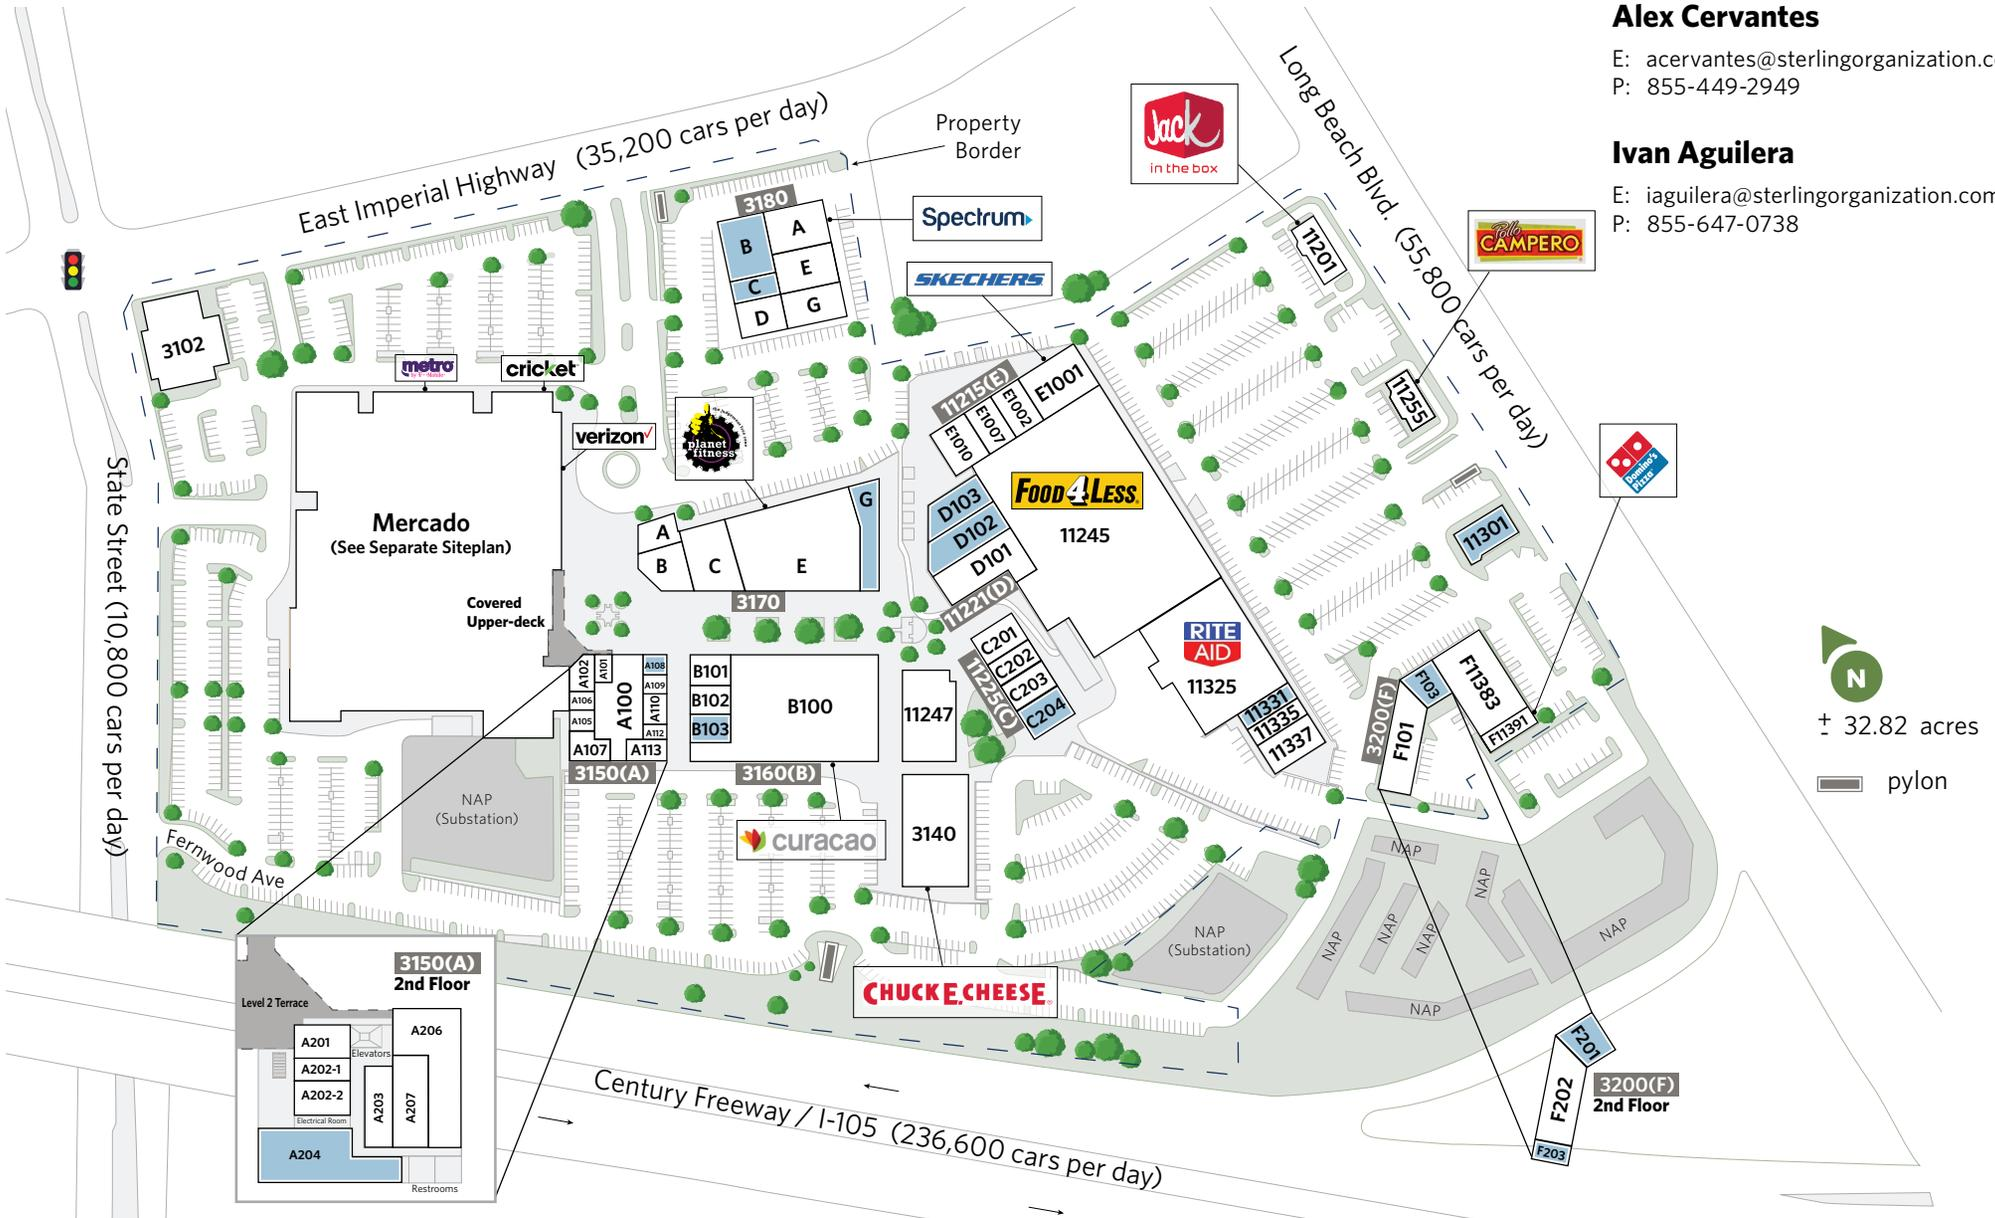 Alex Cervantes
E: acervantes@sterlingorganization.c
P: 855-449-2949
Ivan Aguilera
E: iaguilera@sterlingorganization.com
P: 855-647-0738
East Imperial Highway (35,200 cars per day)
Long Beach Blvd. (55,800 cars per day)
State Street (10,800 cars per day)
Fernwood Ave
Century Freeway / I-105 (236,600 cars per day)
Property
Border
Jack
in the box
Pollo
CAMPERO
Spectrum
SKECHERS
metro
by T-Mobile
cricket
verizon
planet
fitness
Domino's
Pizza
3102
3180
B
A
C
E
D
G
11201
11255
11301
11215(E)
E1010
E1007
E1002
E1001
FOOD 4 LESS
11245
D103
D102
D101
11221(D)
Mercado
(See Separate Siteplan)
Covered
Upper-deck
A
B
C
E
G
3170
C201
C202
C203
C204
11225(C)
RITE
AID
11325
11331
11335
11337
A102
A101
A106
A105
A107
A100
A108
A109
A110
A112
A113
3150(A)
B101
B102
B103
B100
3160(B)
curacao
11247
3140
CHUCK E. CHEESE
3200(F)
F101
F103
F11383
F11391
N
± 32.82 acres
pylon
NAP
(Substation)
NAP
(Substation)
NAP
NAP
NAP
NAP
NAP
NAP
NAP
3150(A)
2nd Floor
Level 2 Terrace
A201
Elevators
A206
A202-1
A202-2
Electrical Room
A203
A207
A204
Restrooms
F201
F202
F203
3200(F)
2nd Floor